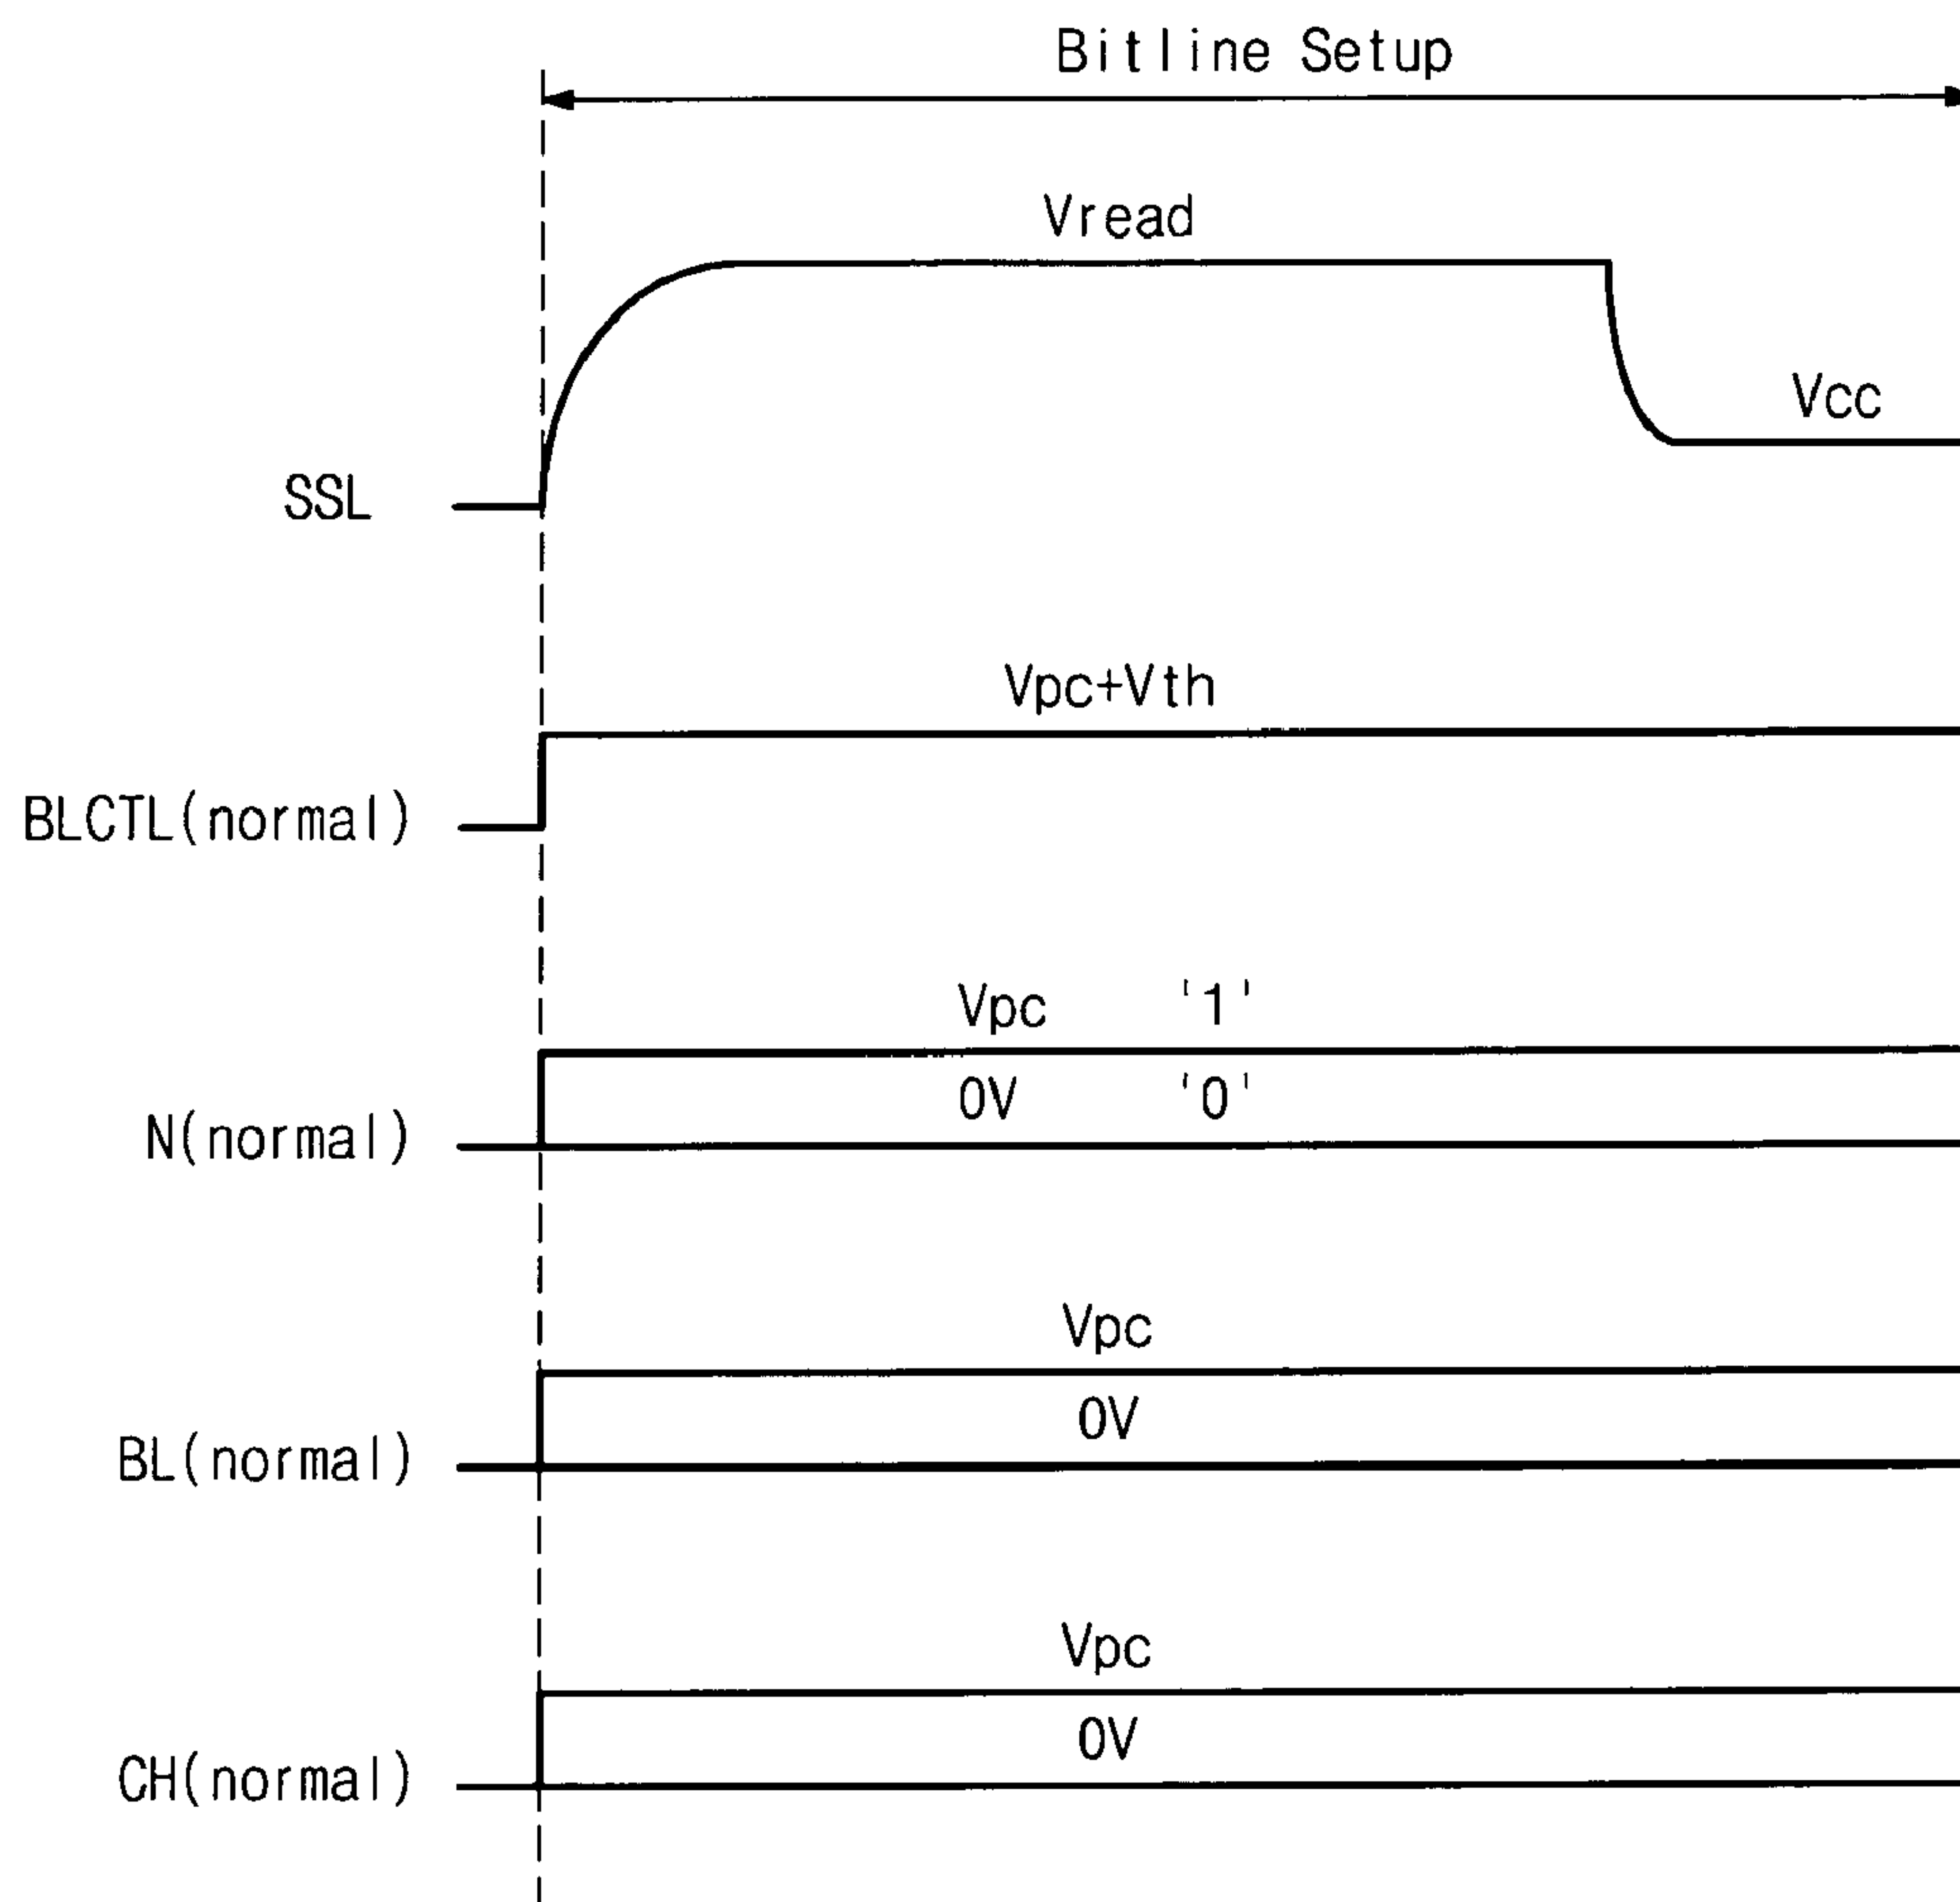 Bitline Setup
Vread
Vcc
SSL
Vpc+Vth
BLCTL(normal)
Vpc '1'
0V '0'
N(normal)
Vpc
0V
BL(normal)
Vpc
0V
CH(normal)